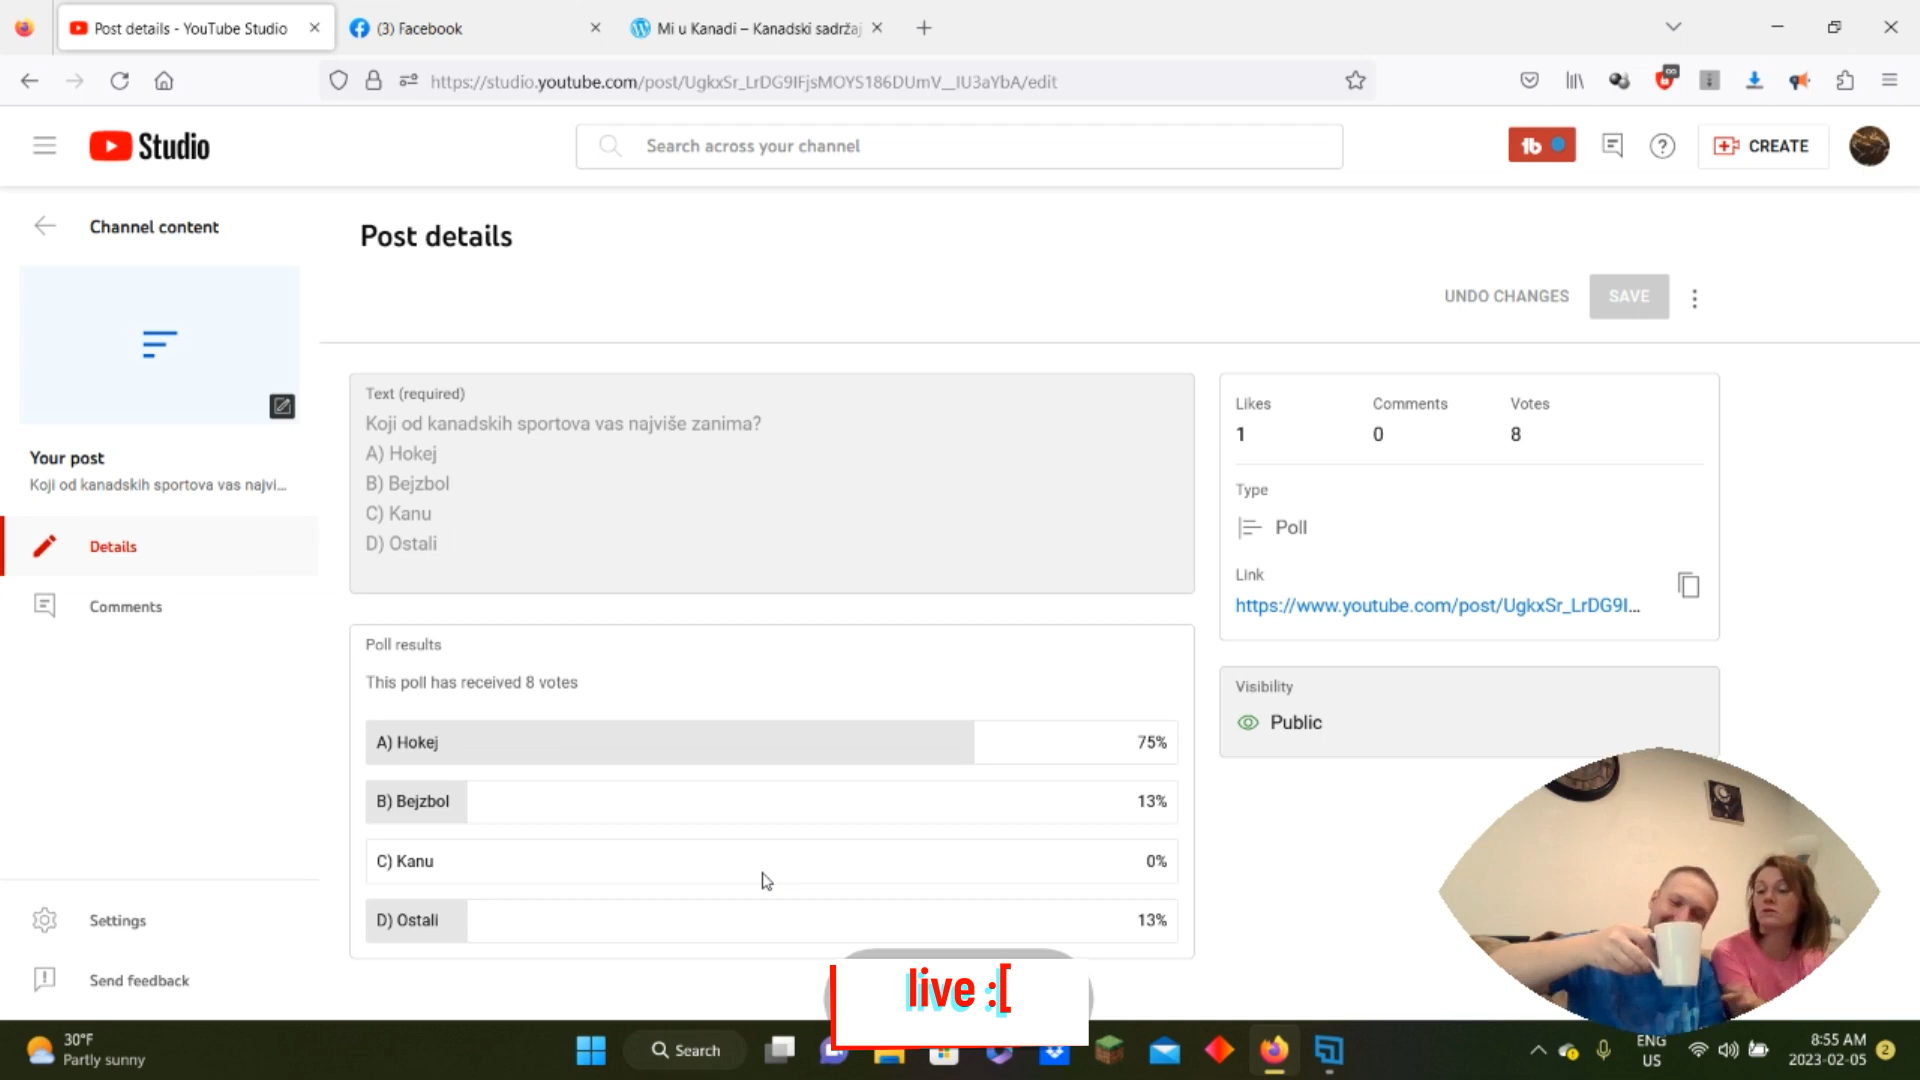 Post details - YouTube Studio
(3) Facebook
Mi u Kanadi – Kanadski sadržaj
https://studio.youtube.com/post/UgkxSr_LrDG9IFjsMOYS186DUmV__IU3aYbA/edit
Studio
Search across your channel
CREATE
Channel content
Post details
UNDO CHANGES
SAVE
Your post
Koji od kanadskih sportova vas najvi...
Details
Comments
Settings
Send feedback
Text (required)
Koji od kanadskih sportova vas najviše zanima?
A) Hokej
B) Bejzbol
C) Kanu
D) Ostali
Poll results
This poll has received 8 votes
A) Hokej 75%
B) Bejzbol 13%
C) Kanu 0%
D) Ostali 13%
Likes Comments Votes
1 0 8
Type
Poll
Link
https://www.youtube.com/post/UgkxSr_LrDG9I...
Visibility
Public
live :[
30°F
Partly sunny
Search
ENG
US
8:55 AM
2023-02-05
2